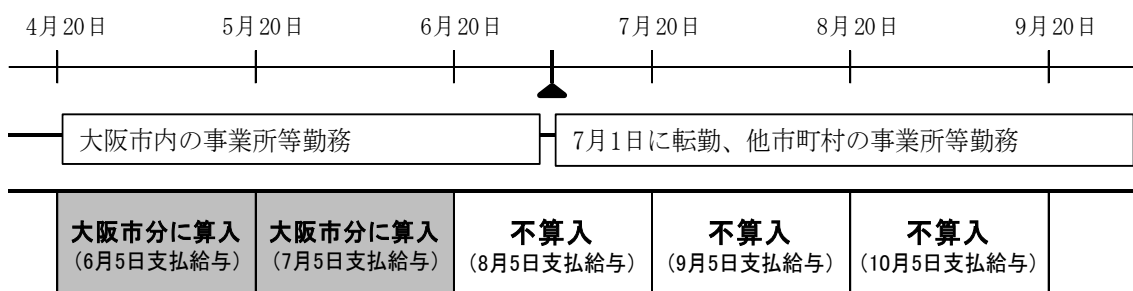 4月20日 5月20日 6月20日 7月20日 8月20日 9月20日
大阪市内の事業所等勤務 7月1日に転勤、他市町村の事業所等勤務
大阪市分に算入 大阪市分に算入 不算入 不算入 不算入
（6月5日支払給与） （7月5日支払給与） （8月5日支払給与） （9月5日支払給与） （10月5日支払給与）